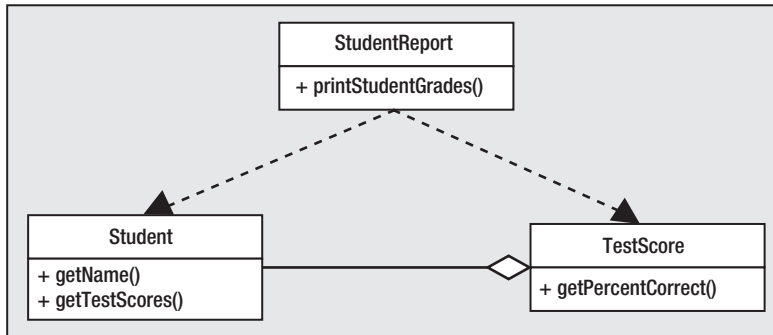 StudentReport
+ printStudentGrades()
Student
+ getName()
+ getTestScores()
TestScore
+ getPercentCorrect()